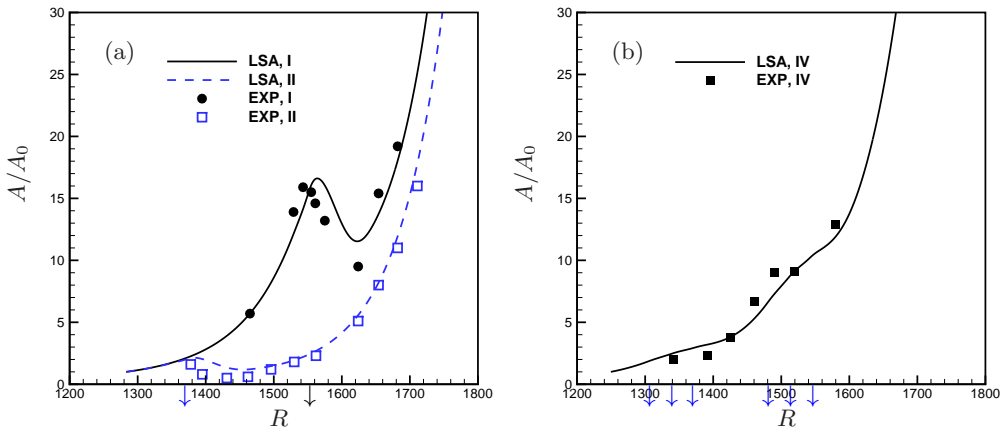 (a)
LSA, I
LSA, II
EXP, I
EXP, II
A/A0
30
25
20
15
10
5
0
1200 1300 1400 1500 1600 1700 1800
R
(b)
LSA, IV
EXP, IV
A/A0
30
25
20
15
10
5
0
1200 1300 1400 1500 1600 1700 1800
R